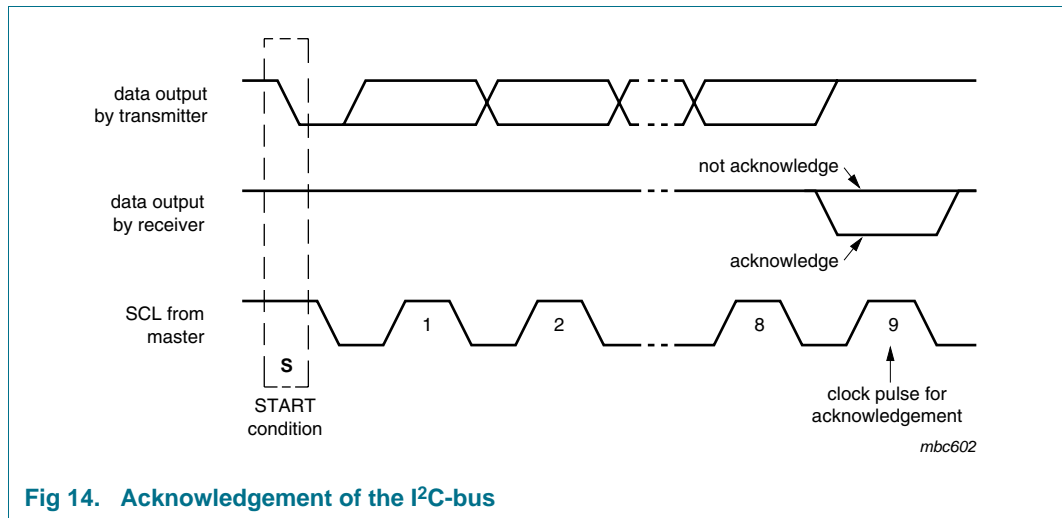 data output
by transmitter
not acknowledge
data output
by receiver
acknowledge
SCL from
master
1
2
8
9
S
START
condition
clock pulse for
acknowledgement
mbc602
Fig 14. Acknowledgement of the I²C-bus